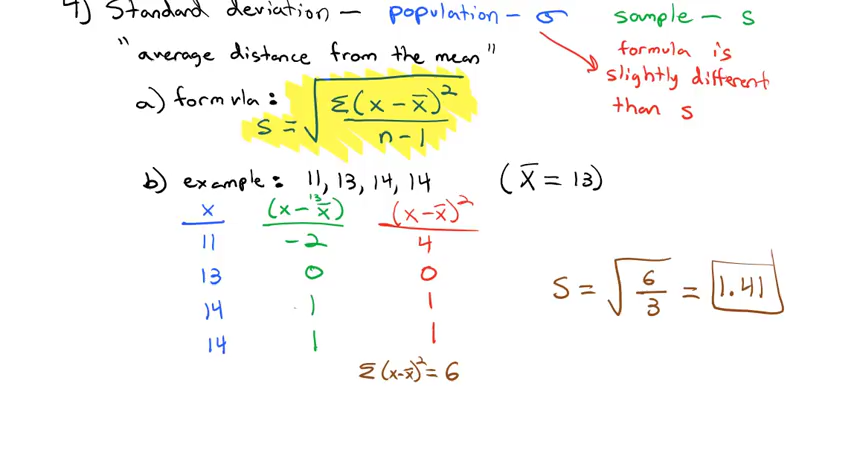 4) Standard deviation – population – σ sample – s
"average distance from the mean"
formula is
slightly different
than s
a) formula: s = √(Σ(x – x̄)² / n – 1)
b) example: 11, 13, 14, 14 (x̄ = 13)
x (x – x̄) 13 (x – x̄)²
11 –2 4
13 0 0
14 1 1
14 1 1
Σ(x–x̄)² = 6
S = √(6/3) = 1.41